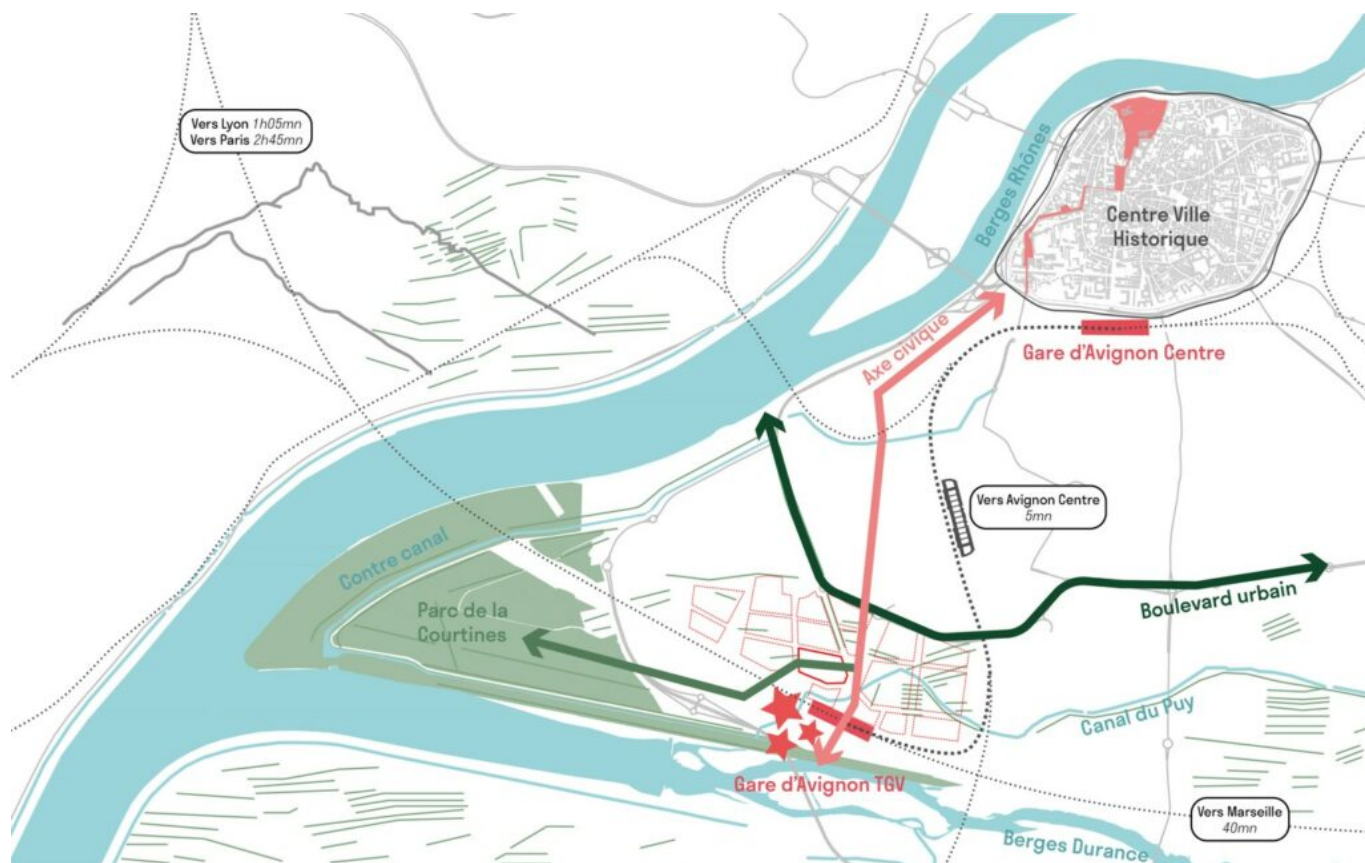 Vers Lyon 1h05mn
Vers Paris 2h45mn
Berges Rhônes
Centre Ville
Historique
Axe civique
Gare d'Avignon Centre
Vers Avignon Centre
5mn
Contre canal
Parc de la
Courtines
Boulevard urbain
Canal du Puy
Gare d'Avignon TGV
Vers Marseille
40mn
Berges Durance